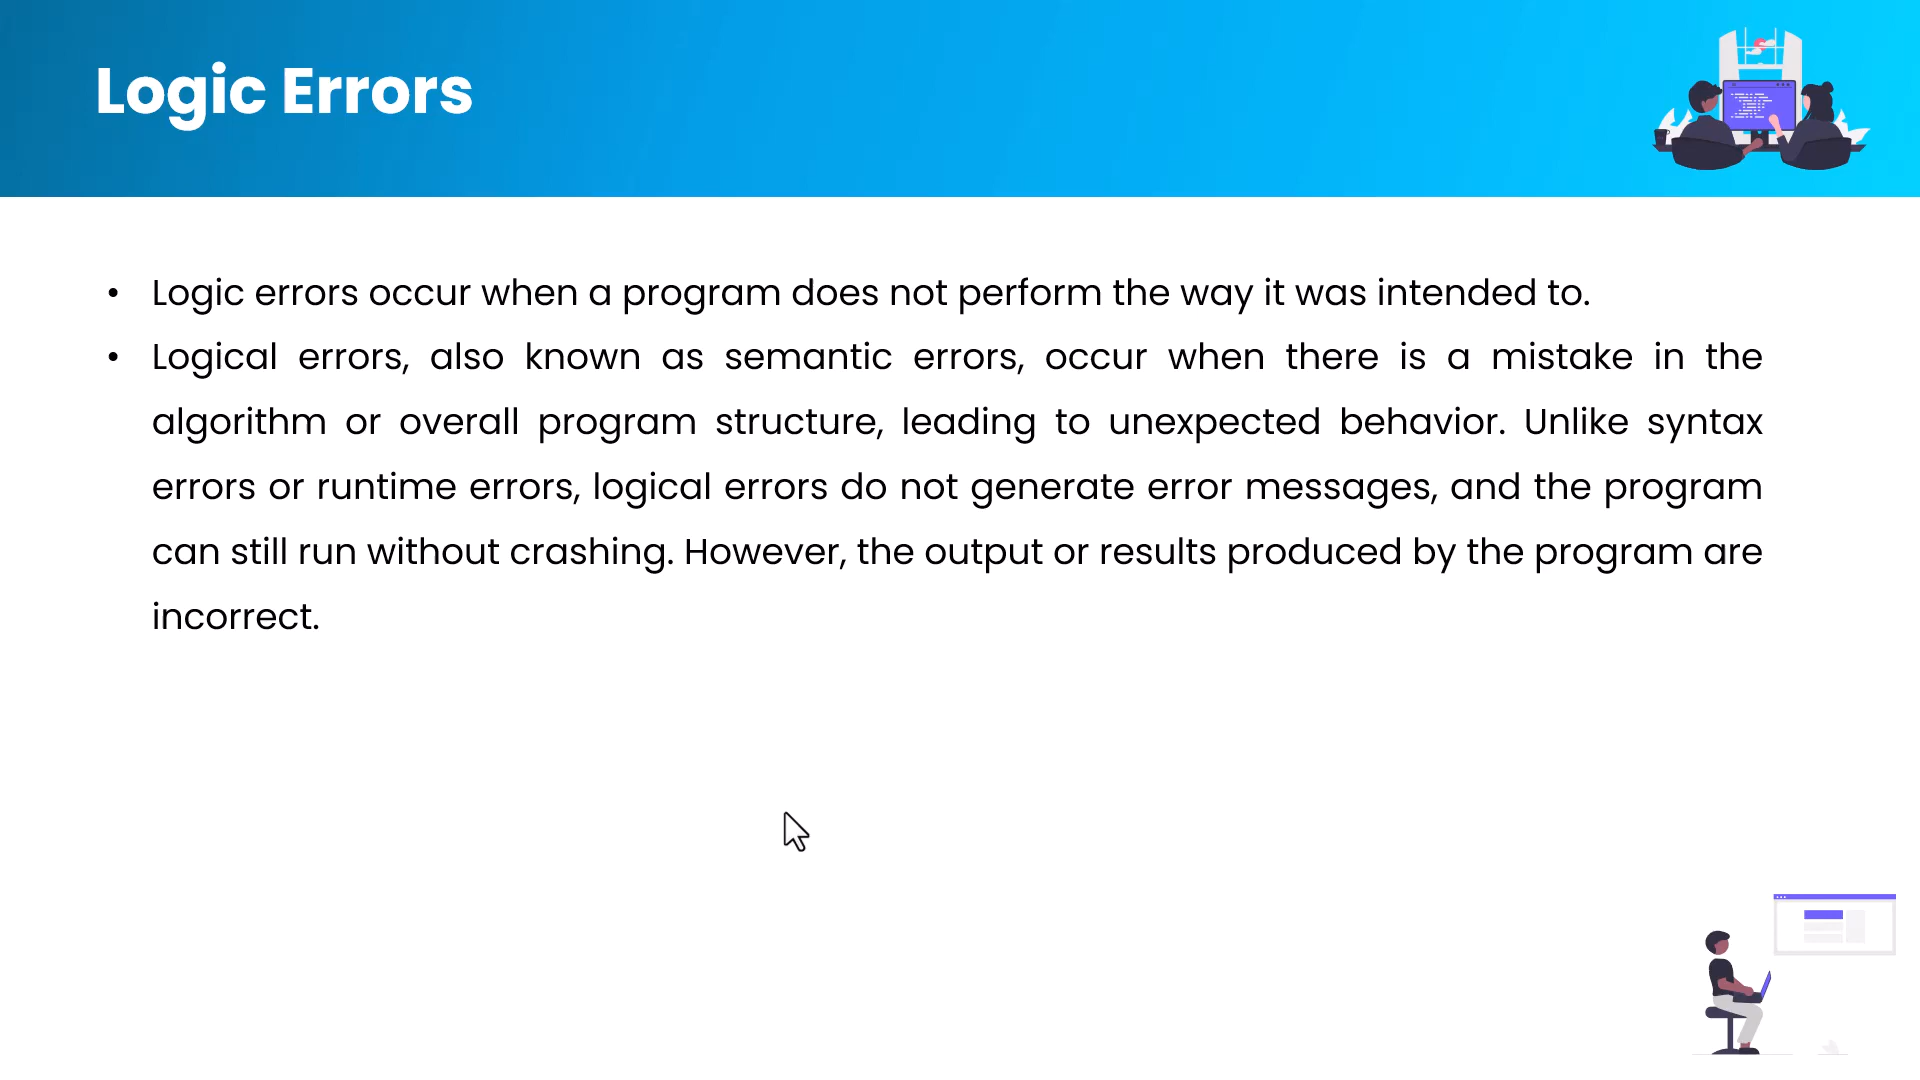 Logic Errors
• Logic errors occur when a program does not perform the way it was intended to.
• Logical errors, also known as semantic errors, occur when there is a mistake in the
algorithm or overall program structure, leading to unexpected behavior. Unlike syntax
errors or runtime errors, logical errors do not generate error messages, and the program
can still run without crashing. However, the output or results produced by the program are
incorrect.